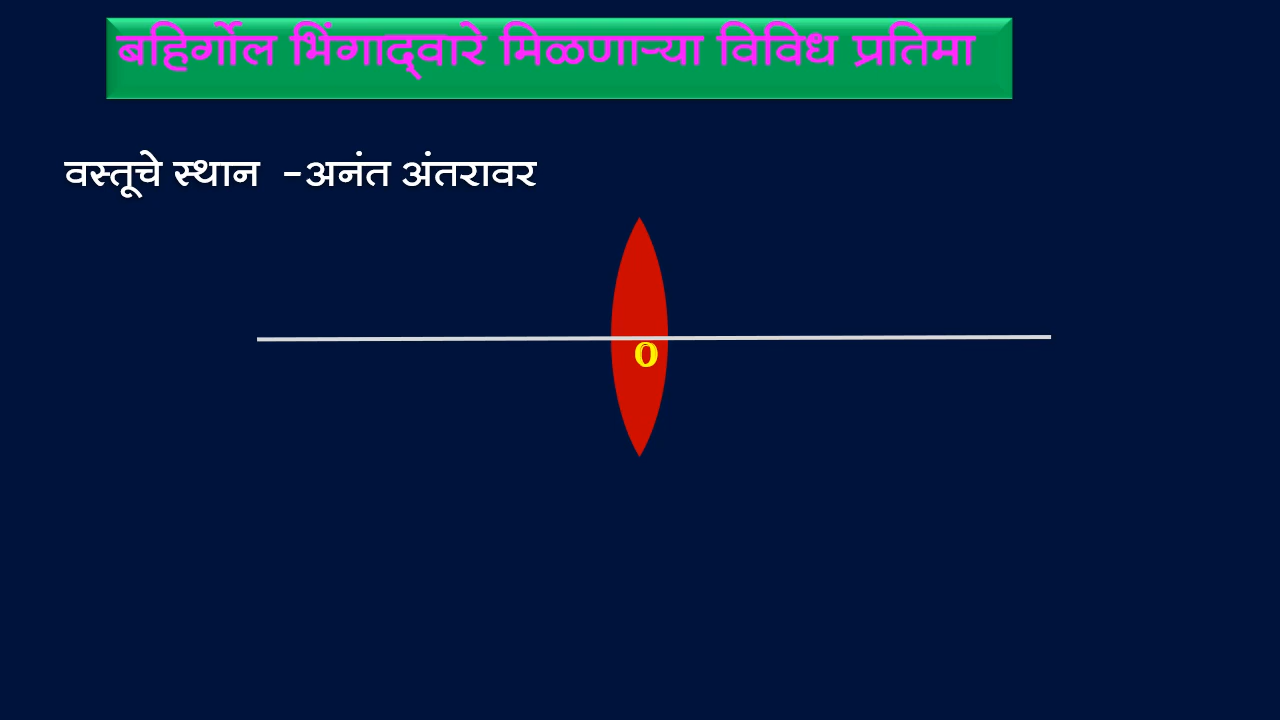 बहिर्गोल भिंगाद्‌वारे मिळणाऱ्या विविध प्रतिमा
वस्तूचे स्थान -अनंत अंतरावर
O